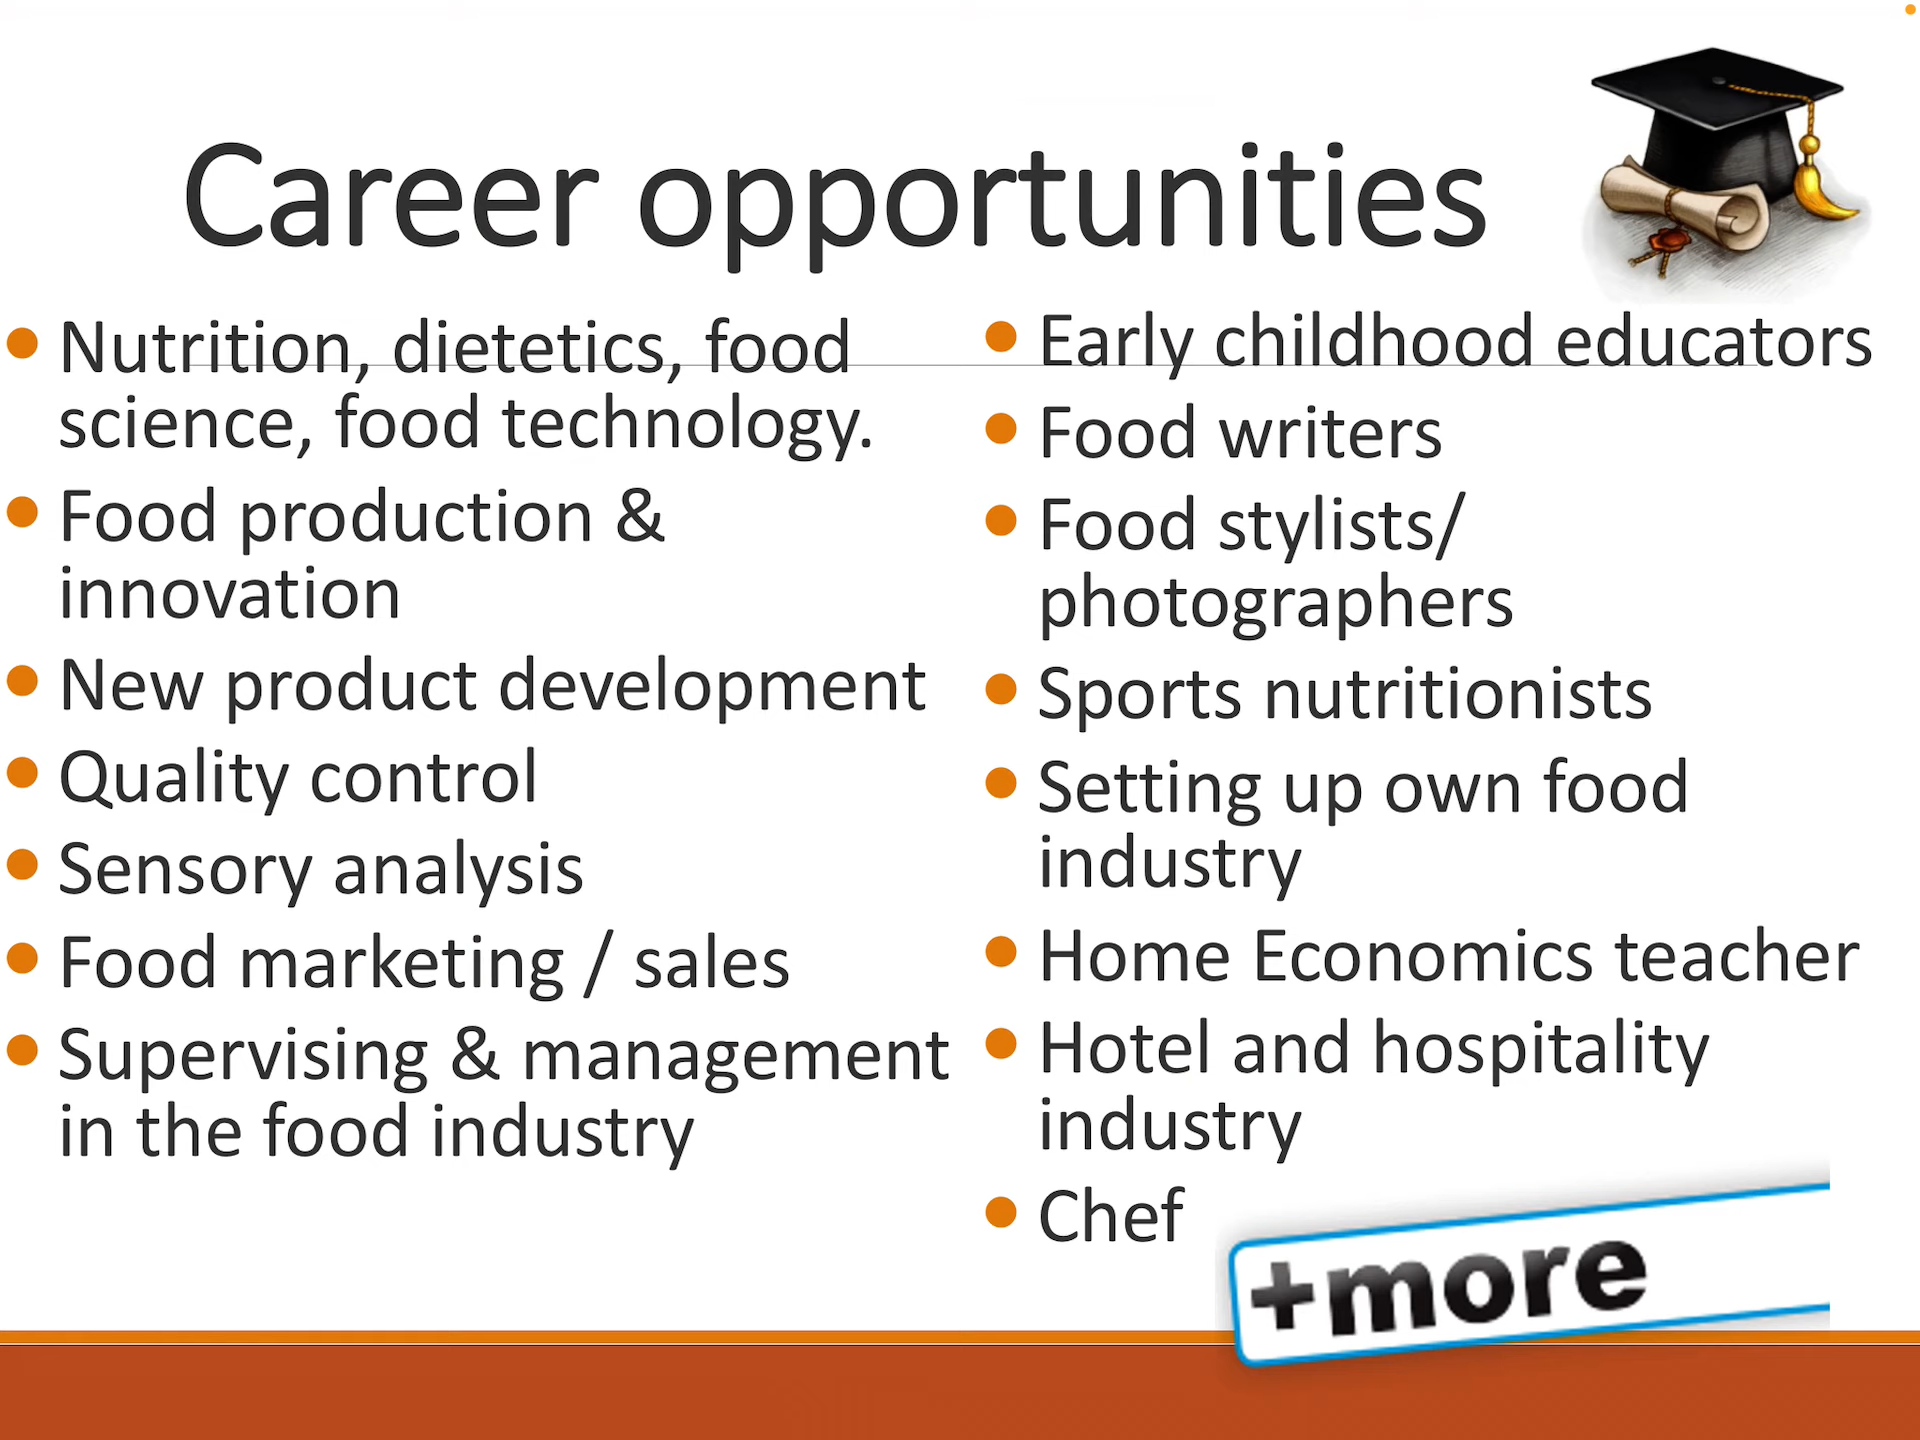 Career opportunities
• Nutrition, dietetics, food
science, food technology.
• Food production &
innovation
• New product development
• Quality control
• Sensory analysis
• Food marketing / sales
• Supervising & management
in the food industry
• Early childhood educators
• Food writers
• Food stylists/
photographers
• Sports nutritionists
• Setting up own food
industry
• Home Economics teacher
• Hotel and hospitality
industry
• Chef
+more